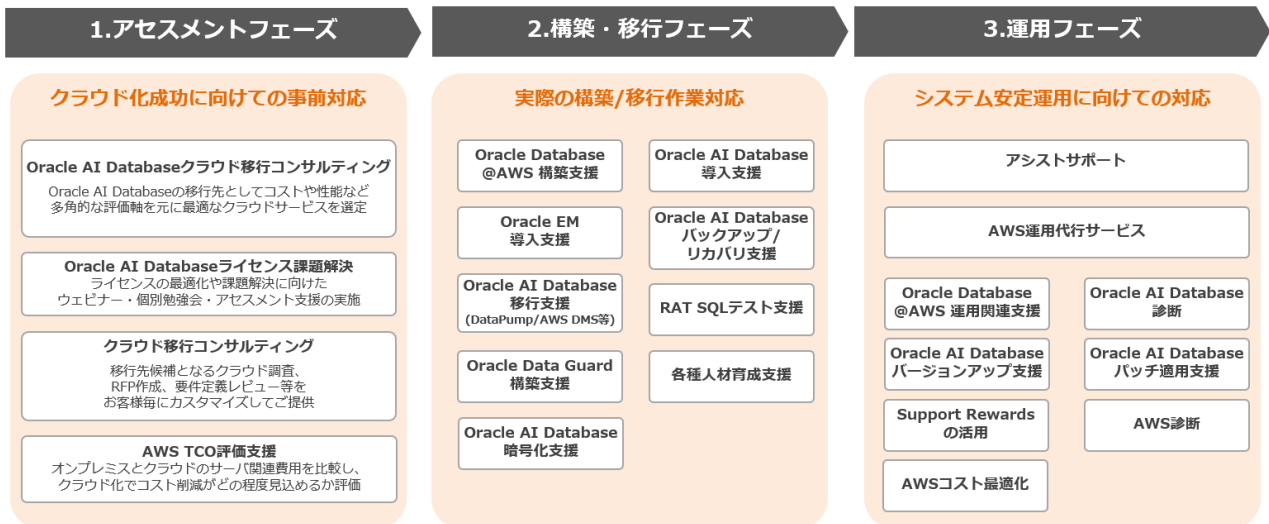 1.アセスメントフェーズ
クラウド化成功に向けての事前対応
Oracle AI Databaseクラウド移行コンサルティング
Oracle AI Databaseの移行先としてコストや性能など
多角的な評価軸を元に最適なクラウドサービスを選定
Oracle AI Databaseライセンス課題解決
ライセンスの最適化や課題解決に向けた
ウェビナー・個別勉強会・アセスメント支援の実施
クラウド移行コンサルティング
移行先候補となるクラウド調査、
RFP作成、要件定義レビュー等を
お客様毎にカスタマイズしてご提供
AWS TCO評価支援
オンプレミスとクラウドのサーバ関連費用を比較し、
クラウド化でコスト削減がどの程度見込めるか評価
2.構築・移行フェーズ
実際の構築/移行作業対応
Oracle Database
@AWS 構築支援
Oracle AI Database
導入支援
Oracle EM
導入支援
Oracle AI Database
バックアップ/
リカバリ支援
Oracle AI Database
移行支援
(DataPump/AWS DMS等)
RAT SQLテスト支援
Oracle Data Guard
構築支援
各種人材育成支援
Oracle AI Database
暗号化支援
3.運用フェーズ
システム安定運用に向けての対応
アシストサポート
AWS運用代行サービス
Oracle Database
@AWS 運用関連支援
Oracle AI Database
診断
Oracle AI Database
バージョンアップ支援
Oracle AI Database
パッチ適用支援
Support Rewards
の活用
AWS診断
AWSコスト最適化